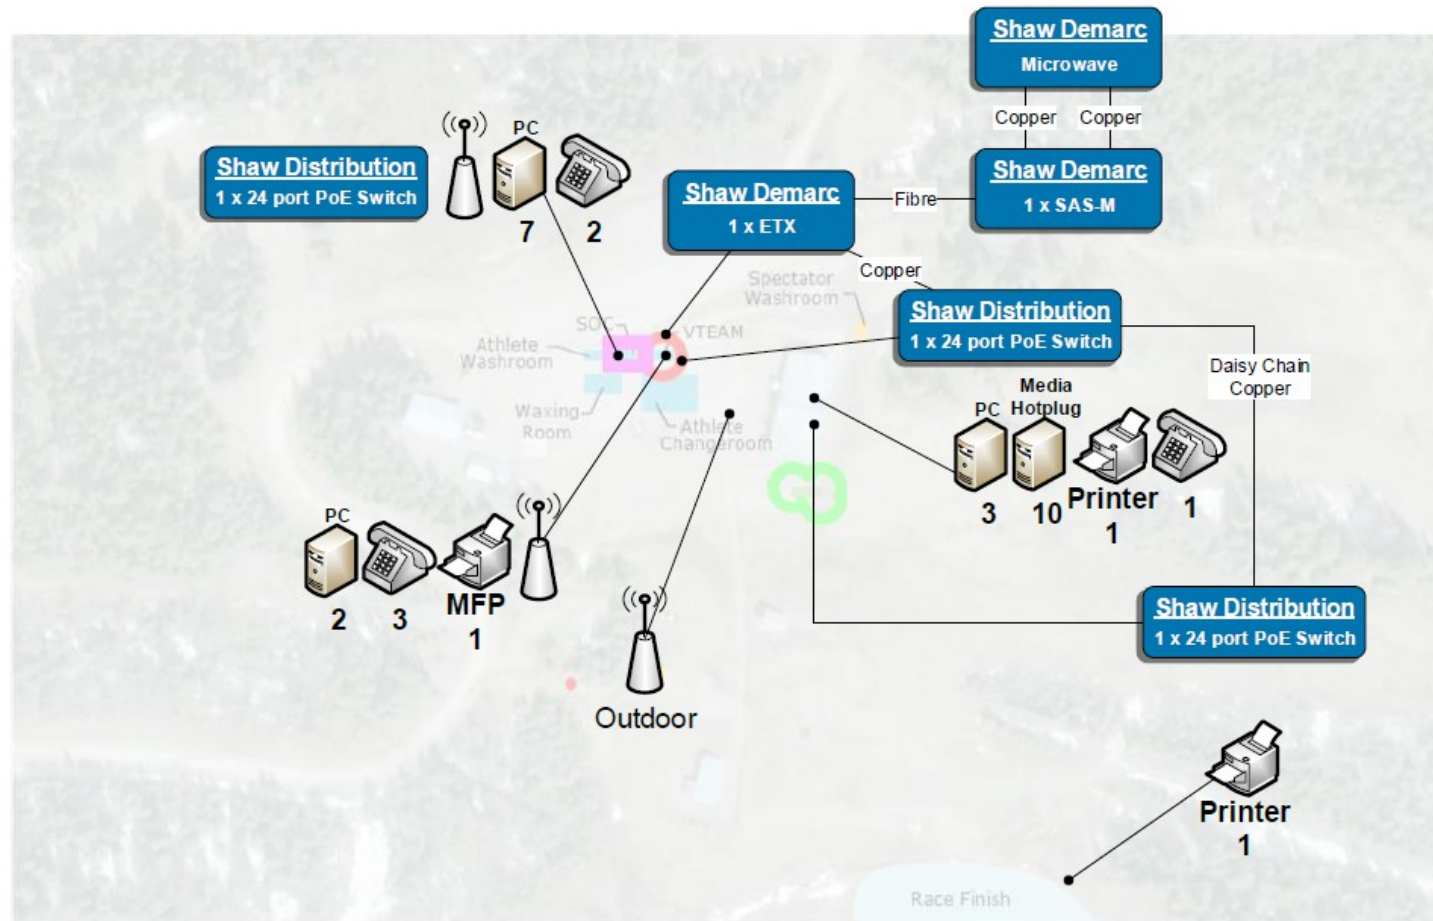 Shaw Demarc
Microwave
Copper
Copper
Shaw Distribution
1 x 24 port PoE Switch
PC
7
2
Shaw Demarc
1 x ETX
Fibre
Shaw Demarc
1 x SAS-M
Copper
Spectator
Washroom
Shaw Distribution
1 x 24 port PoE Switch
SOC
VTEAM
Athlete
Washroom
Waxing
Room
Athlete
Changeroom
Daisy Chain
Copper
PC
3
Media
Hotplug
10
Printer
1
1
PC
2
3
MFP
1
Outdoor
Shaw Distribution
1 x 24 port PoE Switch
Printer
1
Race Finish